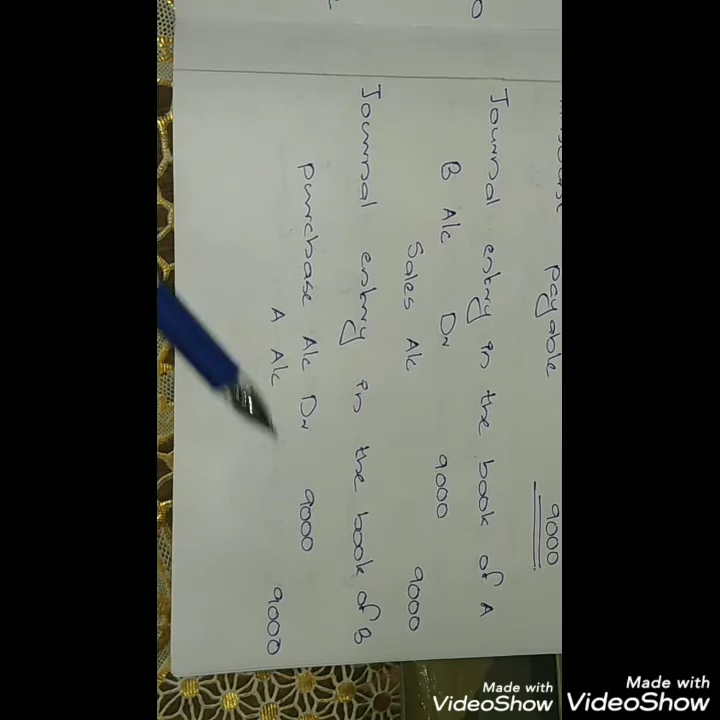 payable 9000
Journal entry in the book of A
B A/c Dr 9000
Sales A/c 9000
Journal entry in the book of B
purchase A/c Dr 9000
A A/c 9000
Made with
VideoShow
Made with
VideoShow